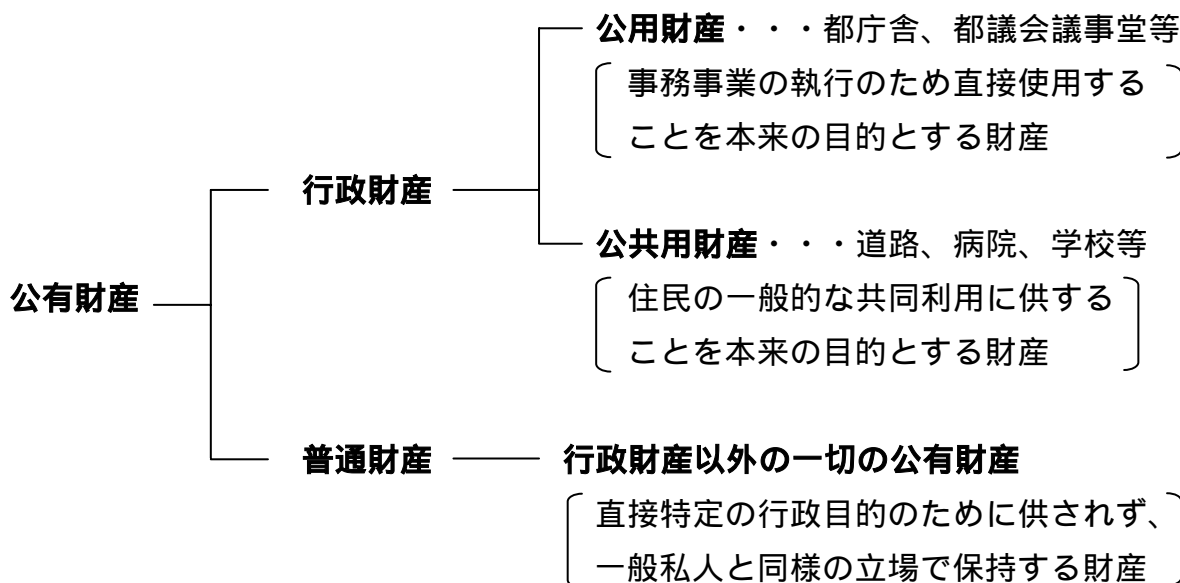 公用財産・・・都庁舎、都議会議事堂等
事務事業の執行のため直接使用する
ことを本来の目的とする財産
行政財産
公共用財産・・・道路、病院、学校等
公有財産
住民の一般的な共同利用に供する
ことを本来の目的とする財産
普通財産
行政財産以外の一切の公有財産
直接特定の行政目的のために供されず、
一般私人と同様の立場で保持する財産